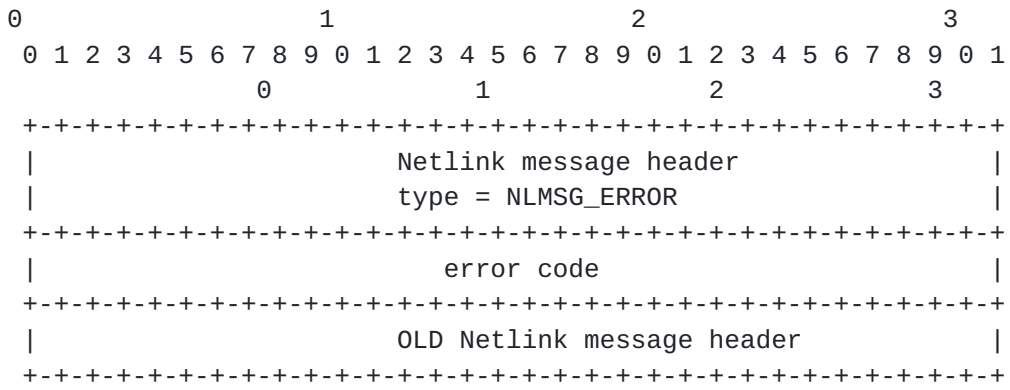 0                   1                   2                   3
 0 1 2 3 4 5 6 7 8 9 0 1 2 3 4 5 6 7 8 9 0 1 2 3 4 5 6 7 8 9 0 1
                0             1              2             3
 +-+-+-+-+-+-+-+-+-+-+-+-+-+-+-+-+-+-+-+-+-+-+-+-+-+-+-+-+-+-+-+
 |                       Netlink message header                |
 |                       type = NLMSG_ERROR                    |
 +-+-+-+-+-+-+-+-+-+-+-+-+-+-+-+-+-+-+-+-+-+-+-+-+-+-+-+-+-+-+-+
 |                          error code                         |
 +-+-+-+-+-+-+-+-+-+-+-+-+-+-+-+-+-+-+-+-+-+-+-+-+-+-+-+-+-+-+-+
 |                       OLD Netlink message header            |
 +-+-+-+-+-+-+-+-+-+-+-+-+-+-+-+-+-+-+-+-+-+-+-+-+-+-+-+-+-+-+-+